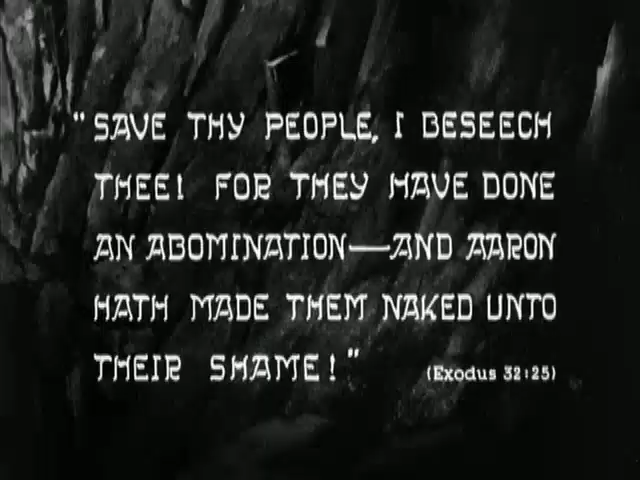 "SAVE THY PEOPLE, I BESEECH
THEE! FOR THEY HAVE DONE
AN ABOMINATION—AND AARON
HATH MADE THEM NAKED UNTO
THEIR SHAME!" (Exodus 32:25)